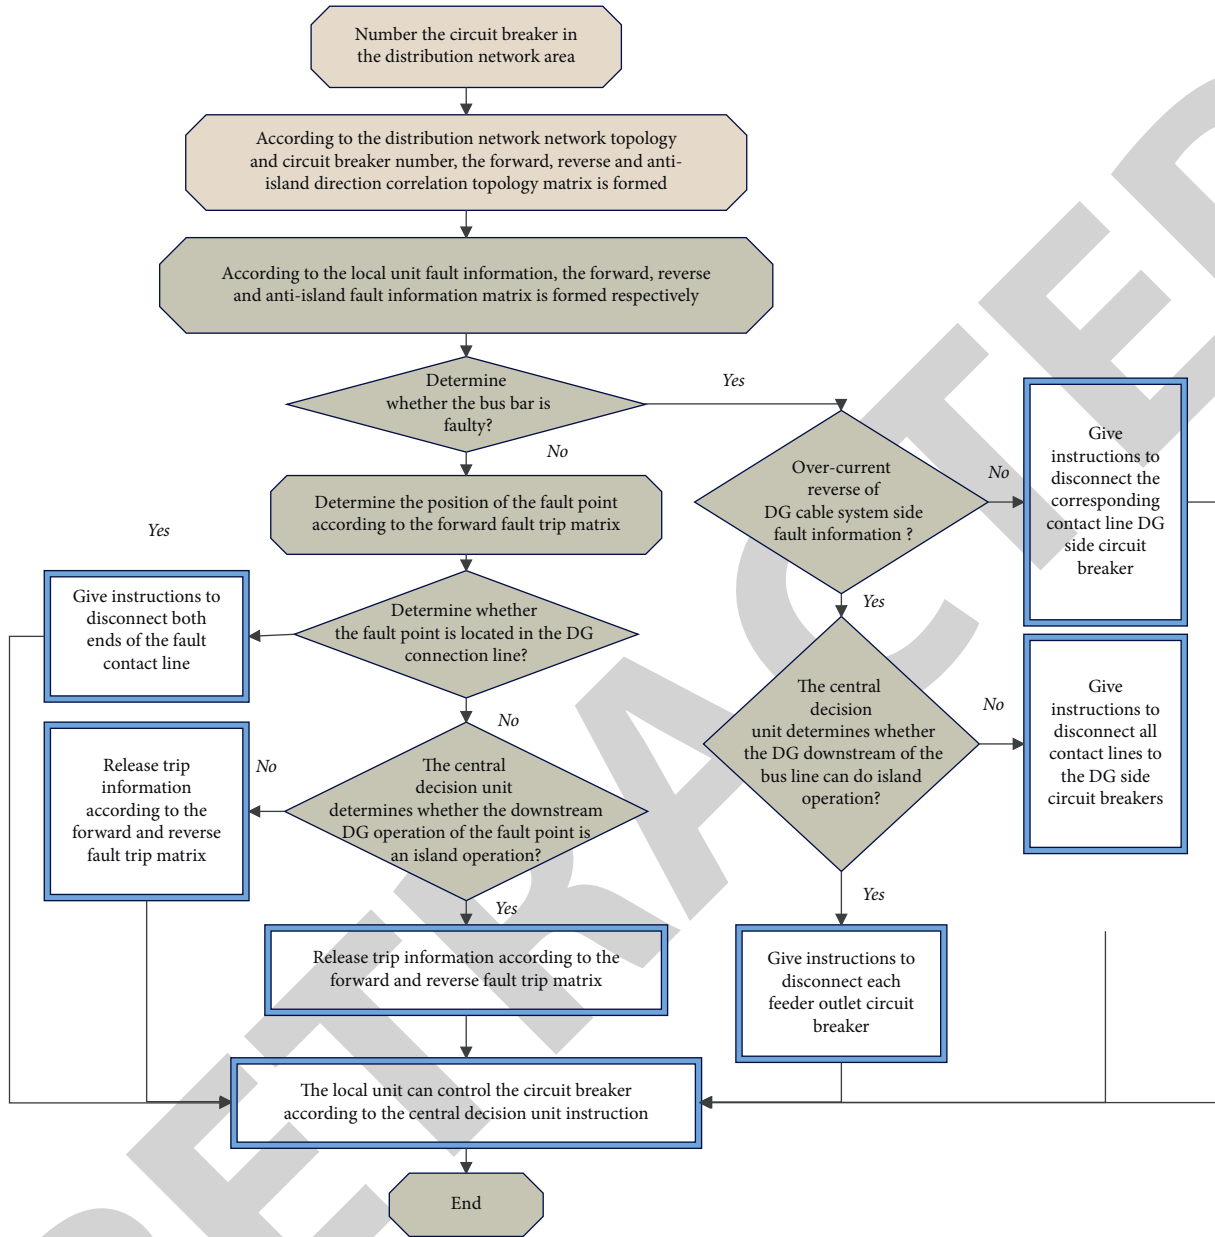 Number the circuit breaker in
the distribution network area
According to the distribution network network topology
and circuit breaker number, the forward, reverse and anti-
island direction correlation topology matrix is formed
According to the local unit fault information, the forward, reverse
and anti-island fault information matrix is formed respectively
Determine
whether the bus bar is
faulty?
Yes
No
Over-current
reverse of
DG cable system side
fault information ?
No
Give
instructions to
disconnect the
corresponding
contact line DG
side circuit
breaker
Determine the position of the fault point
according to the forward fault trip matrix
Yes
Give instructions to
disconnect both
ends of the fault
contact line
Determine whether
the fault point is located in the DG
connection line?
Yes
No
The central
decision
unit determines whether
the DG downstream of the
bus line can do island
operation?
No
Give
instructions to
disconnect all
contact lines to
the DG side
circuit breakers
Release trip
information
according to the
forward and reverse
fault trip matrix
No
The central
decision unit
determines whether the downstream
DG operation of the fault point is
an island operation?
Yes
Yes
Release trip information according to the
forward and reverse fault trip matrix
Give instructions to
disconnect each
feeder outlet circuit
breaker
The local unit can control the circuit breaker
according to the central decision unit instruction
End
RETRACTED